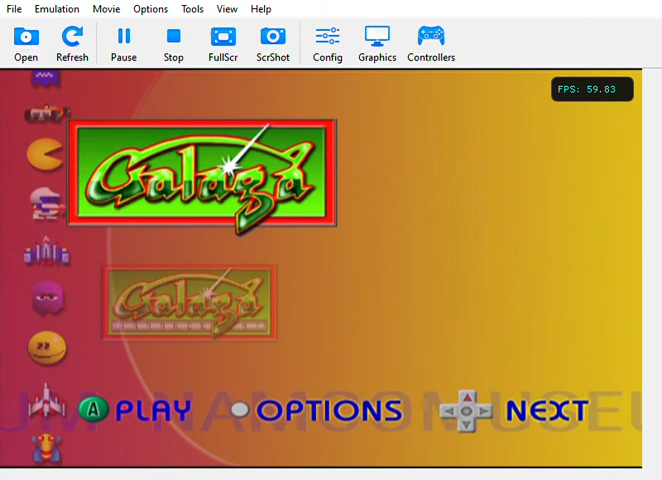 File Emulation Movie Options Tools View Help
Open Refresh Pause Stop FullScr ScrShot Config Graphics Controllers
FPS: 59.83
Galaga
Galaga
A PLAY OPTIONS NEXT
UM NAMCO MUSEU